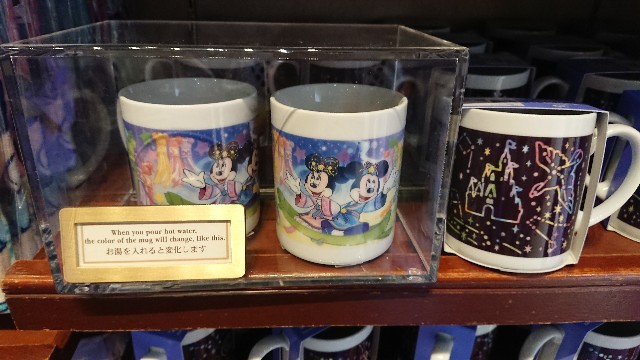 When you pour hot water,
the color of the mug will change, like this.
お湯を入れると変化します